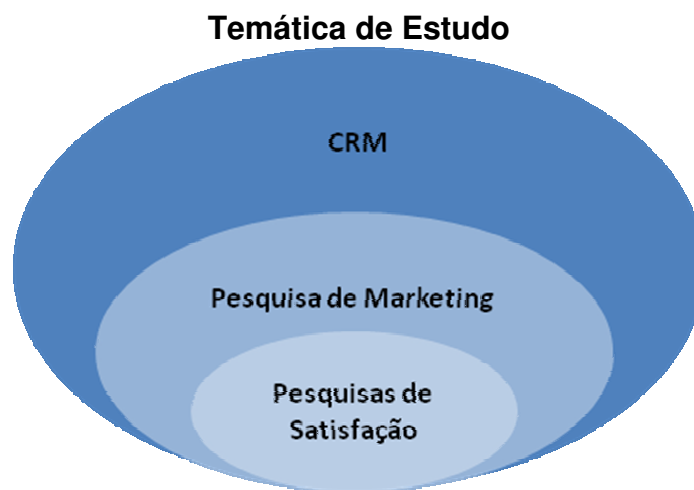 Temática de Estudo
CRM
Pesquisa de Marketing
Pesquisas de
Satisfação